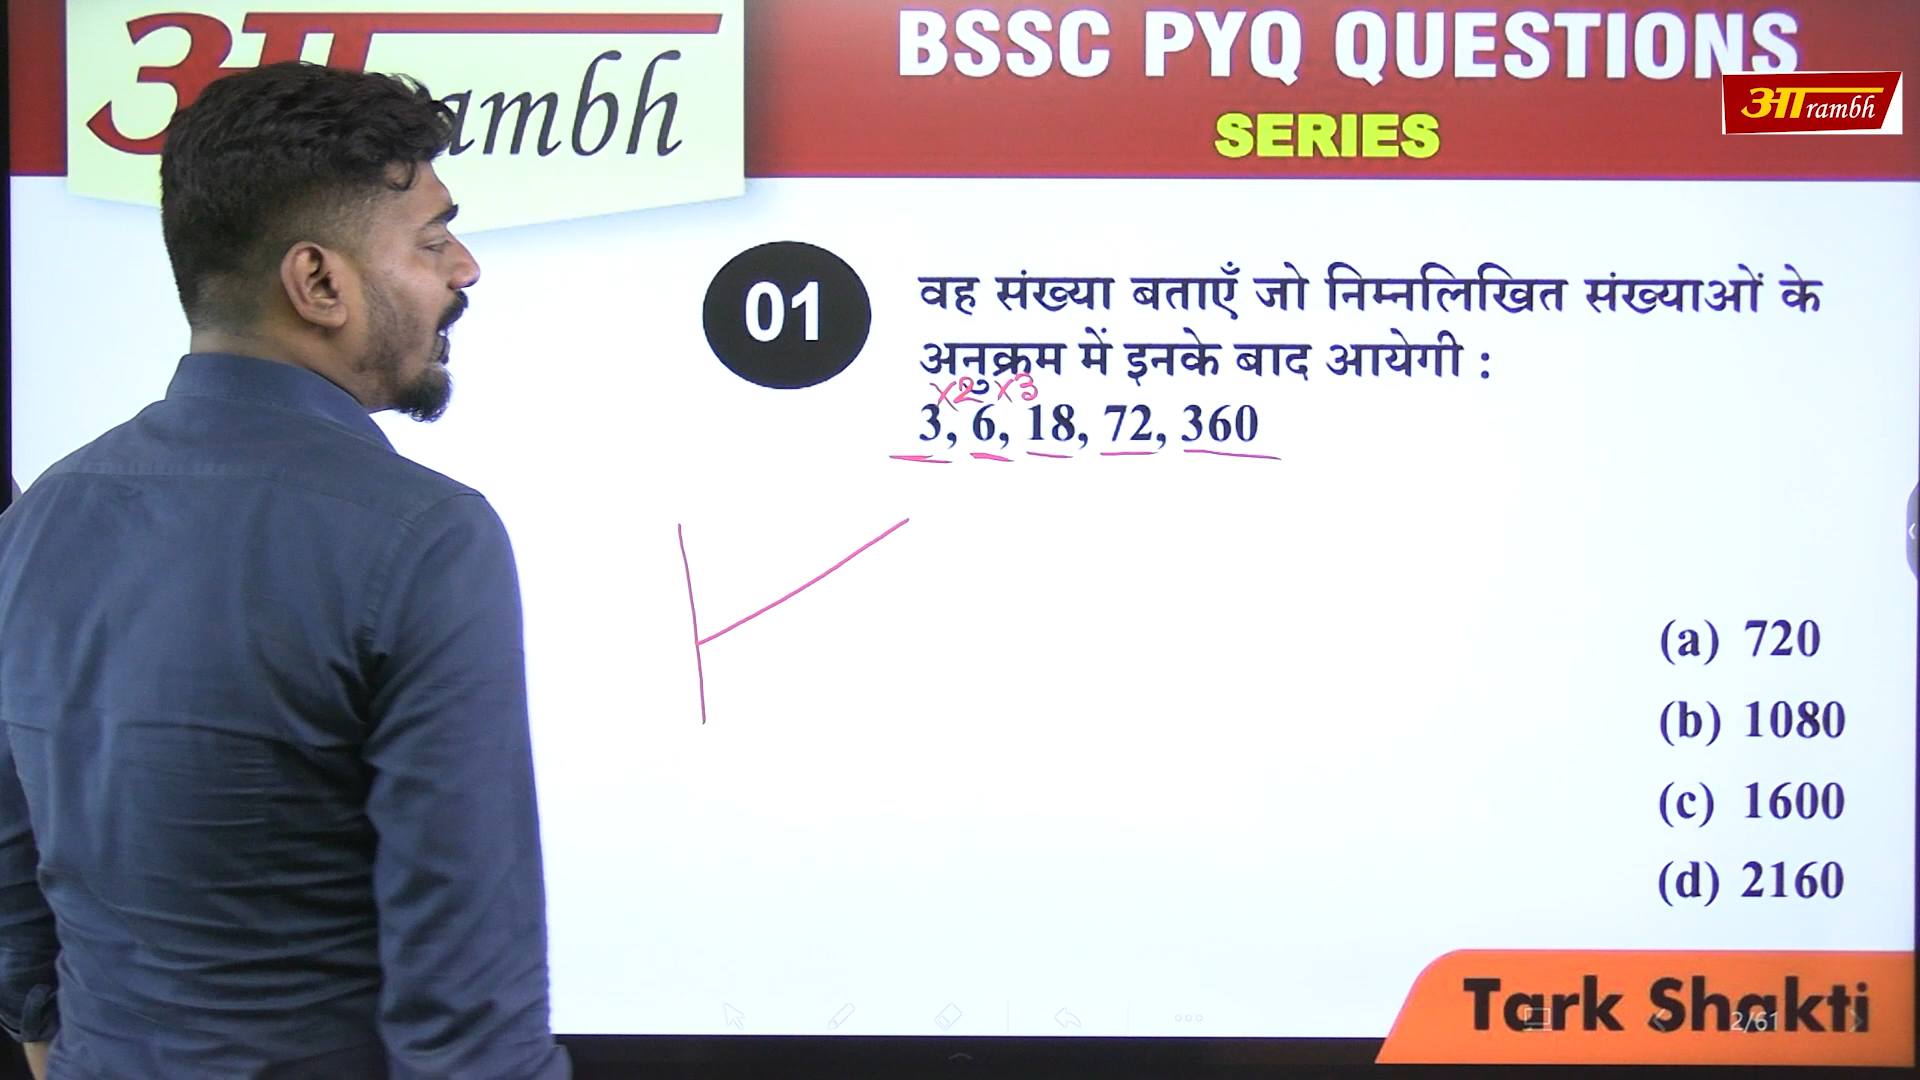 आrambh
BSSC PYQ QUESTIONS
SERIES
आrambh
01
वह संख्या बताएँ जो निम्नलिखित संख्याओं के
अनुक्रम में इनके बाद आयेगी :
×2 ×3
3, 6, 18, 72, 360
(a) 720
(b) 1080
(c) 1600
(d) 2160
Tark Shakti
2/61